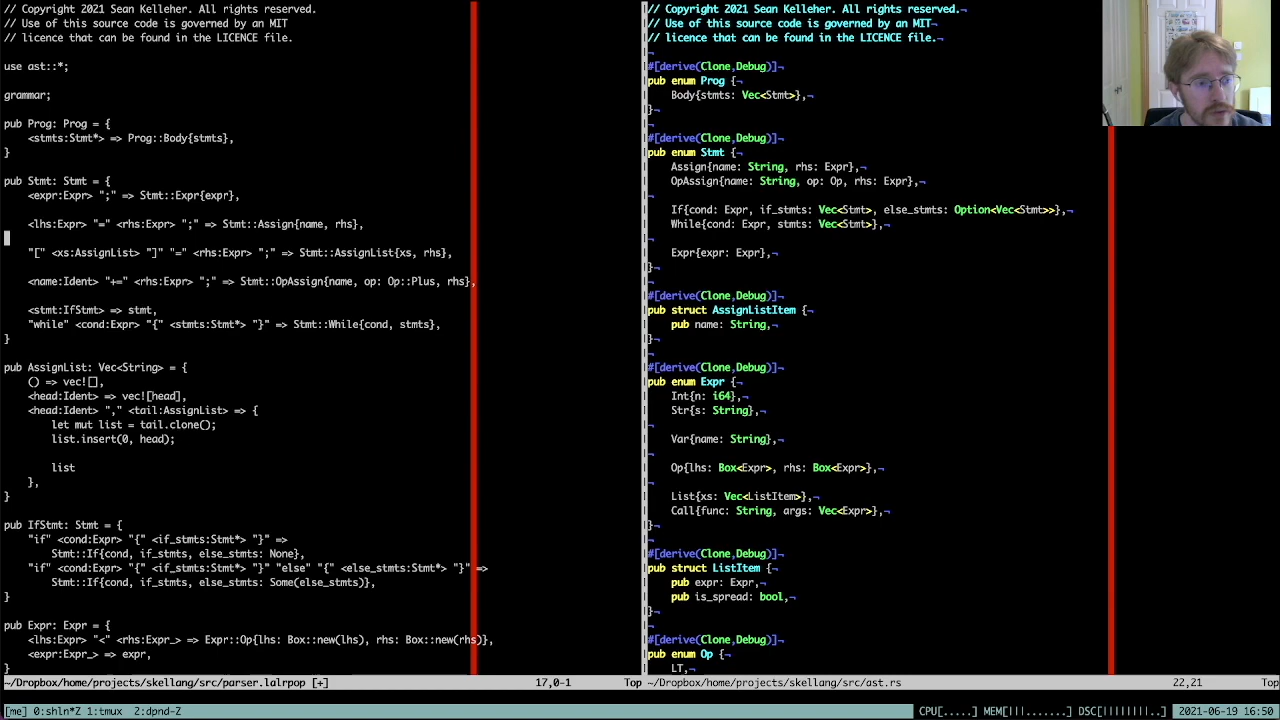 // Copyright 2021 Sean Kelleher. All rights reserved.
// Use of this source code is governed by an MIT
// licence that can be found in the LICENCE file.
use ast::*;
grammar;
pub Prog: Prog = {
<stmts:Stmt*> => Prog::Body{stmts},
}
pub Stmt: Stmt = {
<expr:Expr> ";" => Stmt::Expr{expr},
<lhs:Expr> "=" <rhs:Expr> ";" => Stmt::Assign{name, rhs},
"[" <xs:AssignList> "]" "=" <rhs:Expr> ";" => Stmt::AssignList{xs, rhs},
<name:Ident> "+=" <rhs:Expr> ";" => Stmt::OpAssign{name, op: Op::Plus, rhs},
<stmt:IfStmt> => stmt,
"while" <cond:Expr> "{" <stmts:Stmt*> "}" => Stmt::While{cond, stmts},
}
pub AssignList: Vec<String> = {
() => vec![],
<head:Ident> => vec![head],
<head:Ident> "," <tail:AssignList> => {
let mut list = tail.clone();
list.insert(0, head);
list
},
}
pub IfStmt: Stmt = {
"if" <cond:Expr> "{" <if_stmts:Stmt*> "}" =>
Stmt::If{cond, if_stmts, else_stmts: None},
"if" <cond:Expr> "{" <if_stmts:Stmt*> "}" "else" "{" <else_stmts:Stmt*> "}" =>
Stmt::If{cond, if_stmts, else_stmts: Some(else_stmts)},
}
pub Expr: Expr = {
<lhs:Expr> "<" <rhs:Expr_> => Expr::Op{lhs: Box::new(lhs), rhs: Box::new(rhs)},
<expr:Expr_> => expr,
}
~/Dropbox/home/projects/skellang/src/parser.lalrpop [+] 17,0-1 Top
// Copyright 2021 Sean Kelleher. All rights reserved.¬
// Use of this source code is governed by an MIT¬
// licence that can be found in the LICENCE file.¬
¬
#[derive(Clone,Debug)]¬
pub enum Prog {¬
Body{stmts: Vec<Stmt>},¬
}¬
¬
#[derive(Clone,Debug)]¬
pub enum Stmt {¬
Assign{name: String, rhs: Expr},¬
OpAssign{name: String, op: Op, rhs: Expr},¬
¬
If{cond: Expr, if_stmts: Vec<Stmt>, else_stmts: Option<Vec<Stmt>>},¬
While{cond: Expr, stmts: Vec<Stmt>},¬
¬
Expr{expr: Expr},¬
}¬
¬
#[derive(Clone,Debug)]¬
pub struct AssignListItem {¬
pub name: String,¬
}¬
¬
#[derive(Clone,Debug)]¬
pub enum Expr {¬
Int{n: i64},¬
Str{s: String},¬
¬
Var{name: String},¬
¬
Op{lhs: Box<Expr>, rhs: Box<Expr>},¬
¬
List{xs: Vec<ListItem>},¬
Call{func: String, args: Vec<Expr>},¬
}¬
¬
#[derive(Clone,Debug)]¬
pub struct ListItem {¬
pub expr: Expr,¬
pub is_spread: bool,¬
}¬
¬
#[derive(Clone,Debug)]¬
pub enum Op {¬
LT,¬
~/Dropbox/home/projects/skellang/src/ast.rs 22,21 Top
[me] 0:shln*Z 1:tmux 2:dpnd-Z CPU[.....] MEM[|||.......] DSC[||||||||..] 2021-06-19 16:50